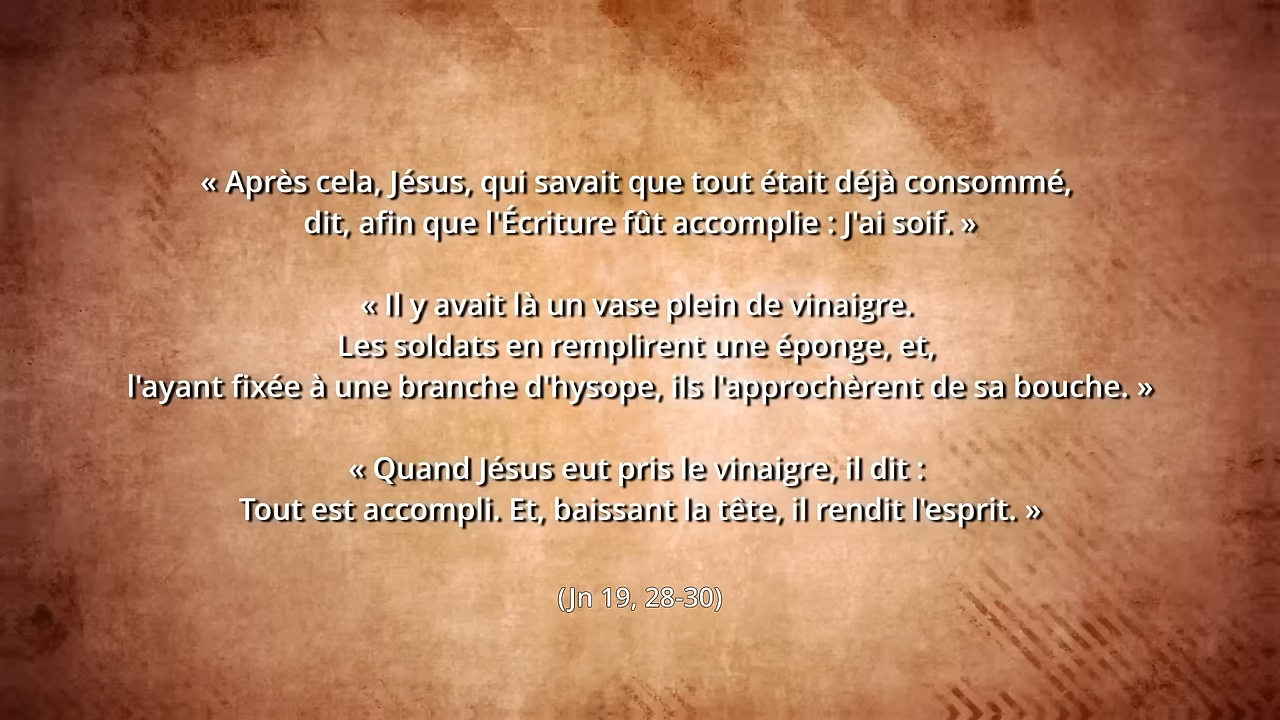 « Après cela, Jésus, qui savait que tout était déjà consommé,
dit, afin que l'Écriture fût accomplie : J'ai soif. »
« Il y avait là un vase plein de vinaigre.
Les soldats en remplirent une éponge, et,
l'ayant fixée à une branche d'hysope, ils l'approchèrent de sa bouche. »
« Quand Jésus eut pris le vinaigre, il dit :
Tout est accompli. Et, baissant la tête, il rendit l'esprit. »
(Jn 19, 28-30)